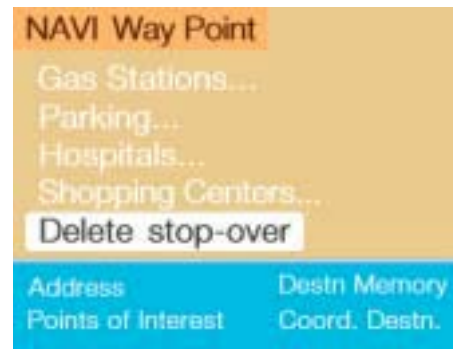 NAVI Way Point
Gas Stations...
Parking...
Hospitals...
Shopping Centers...
Delete stop-over
Address Destn Memory
Points of Interest Coord. Destn.